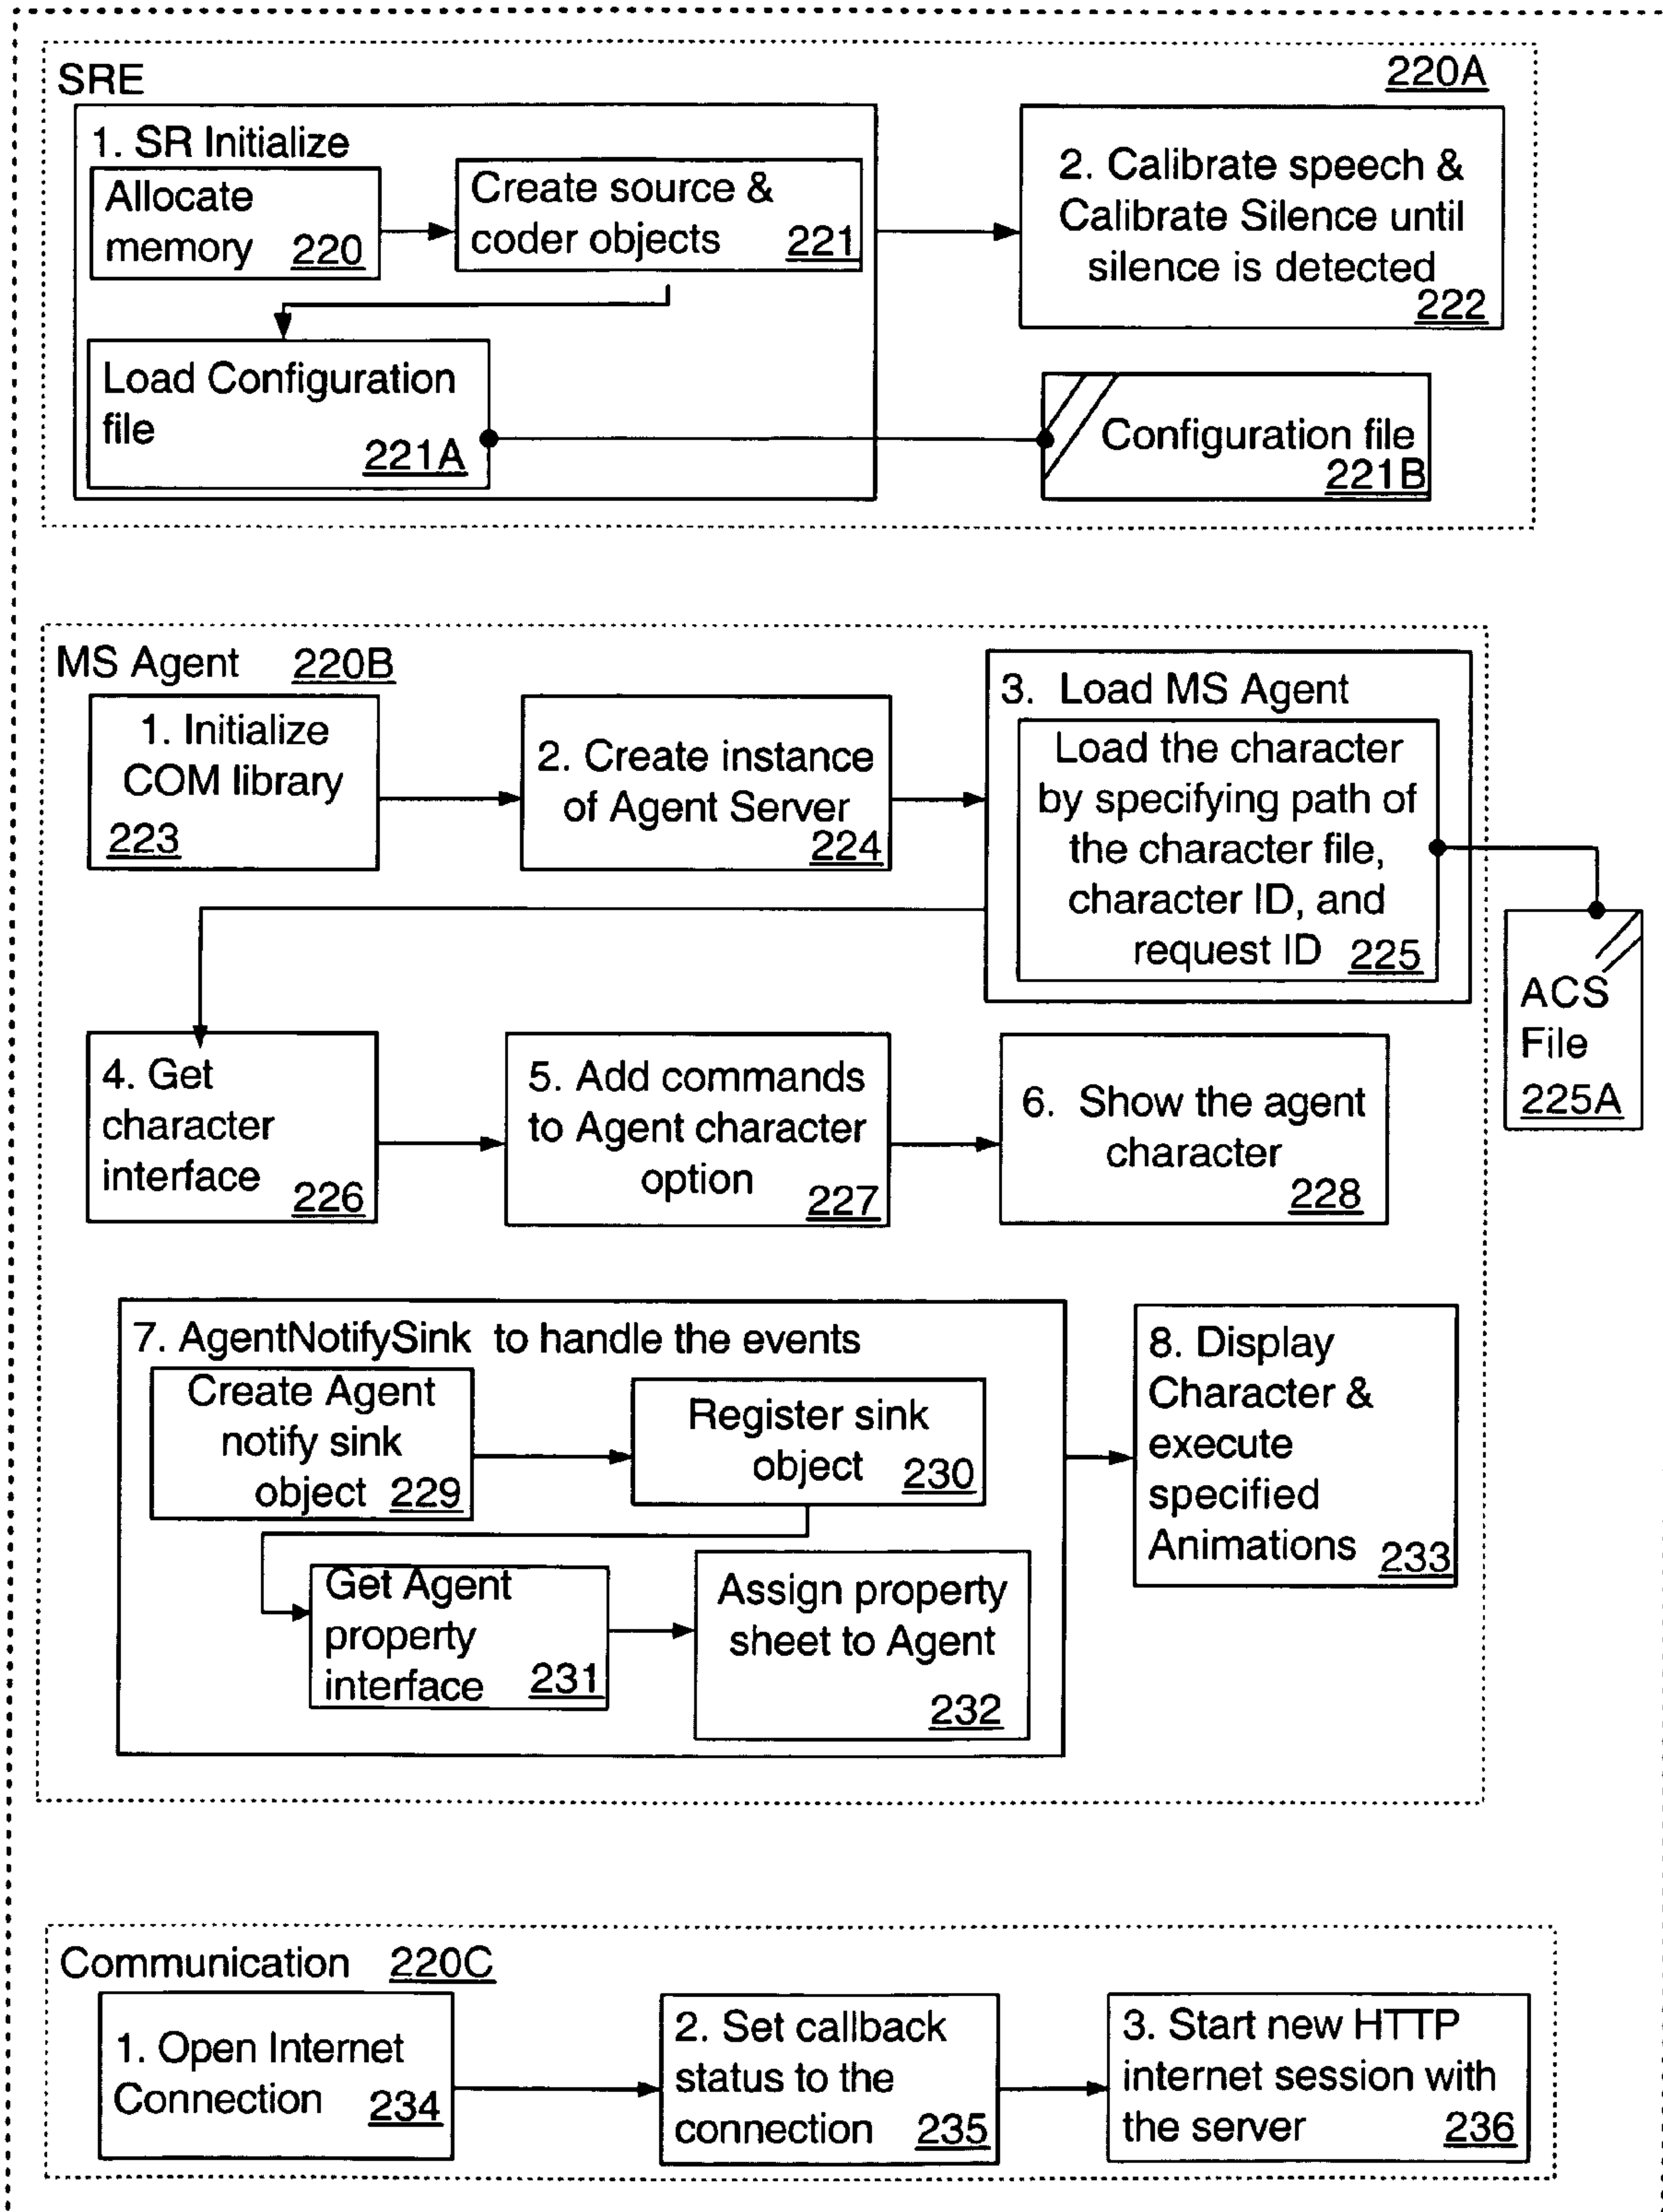 SRE 220A
1. SR Initialize
Allocate
memory 220
Create source &
coder objects 221
2. Calibrate speech &
Calibrate Silence until
silence is detected
222
Load Configuration
file
221A
Configuration file
221B
MS Agent 220B
1. Initialize
COM library
223
2. Create instance
of Agent Server
224
3. Load MS Agent
Load the character
by specifying path of
the character file,
character ID, and
request ID 225
ACS
File
225A
4. Get
character
interface 226
5. Add commands
to Agent character
option 227
6. Show the agent
character
228
7. AgentNotifySink to handle the events
Create Agent
notify sink
object 229
Register sink
object 230
Get Agent
property
interface 231
Assign property
sheet to Agent
232
8. Display
Character &
execute
specified
Animations 233
Communication 220C
1. Open Internet
Connection 234
2. Set callback
status to the
connection 235
3. Start new HTTP
internet session with
the server 236